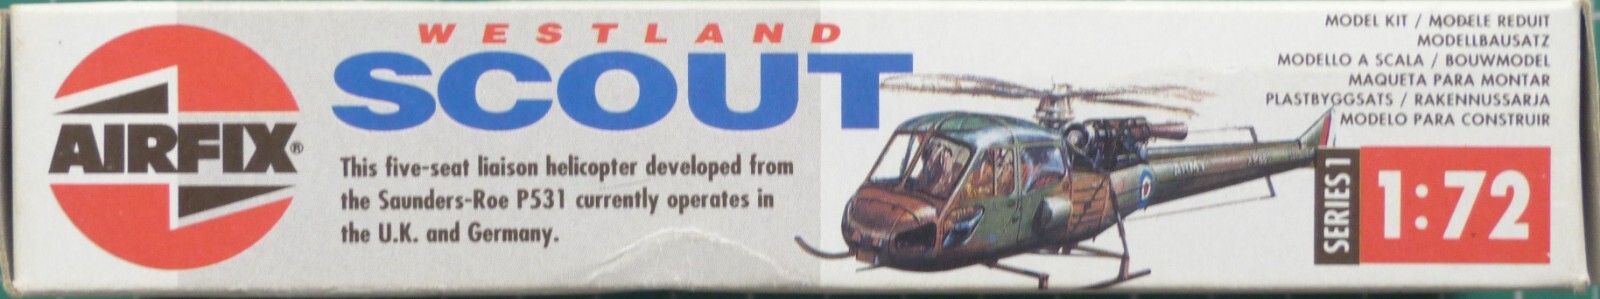 AIRFIX®
WESTLAND
SCOUT
This five-seat liaison helicopter developed from
the Saunders-Roe P531 currently operates in
the U.K. and Germany.
ARMY
MODEL KIT / MODELE REDUIT
MODELLBAUSATZ
MODELLO A SCALA / BOUWMODEL
MAQUETA PARA MONTAR
PLASTBYGGSATS / RAKENNUSSARJA
MODELO PARA CONSTRUIR
SERIES 1
1:72